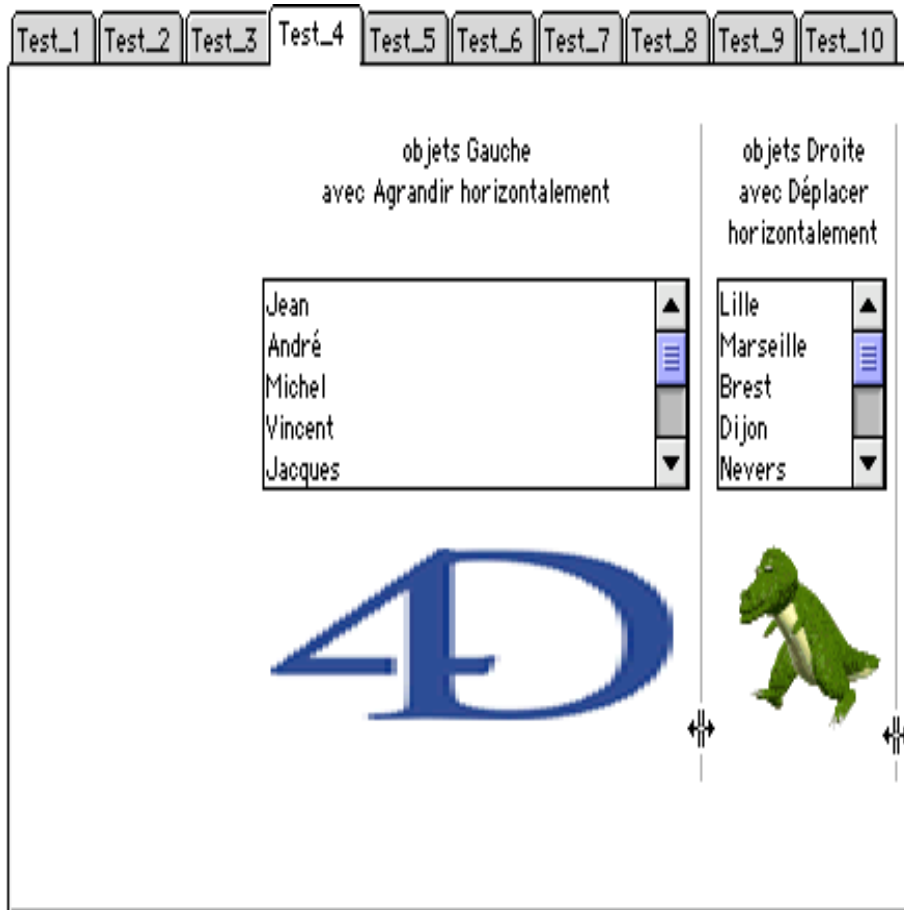 Test_1 Test_2 Test_3 Test_4 Test_5 Test_6 Test_7 Test_8 Test_9 Test_10
objets Gauche
avec Agrandir horizontalement
objets Droite
avec Déplacer
horizontalement
Jean
André
Michel
Vincent
Jacques
Lille
Marseille
Brest
Dijon
Nevers
4D